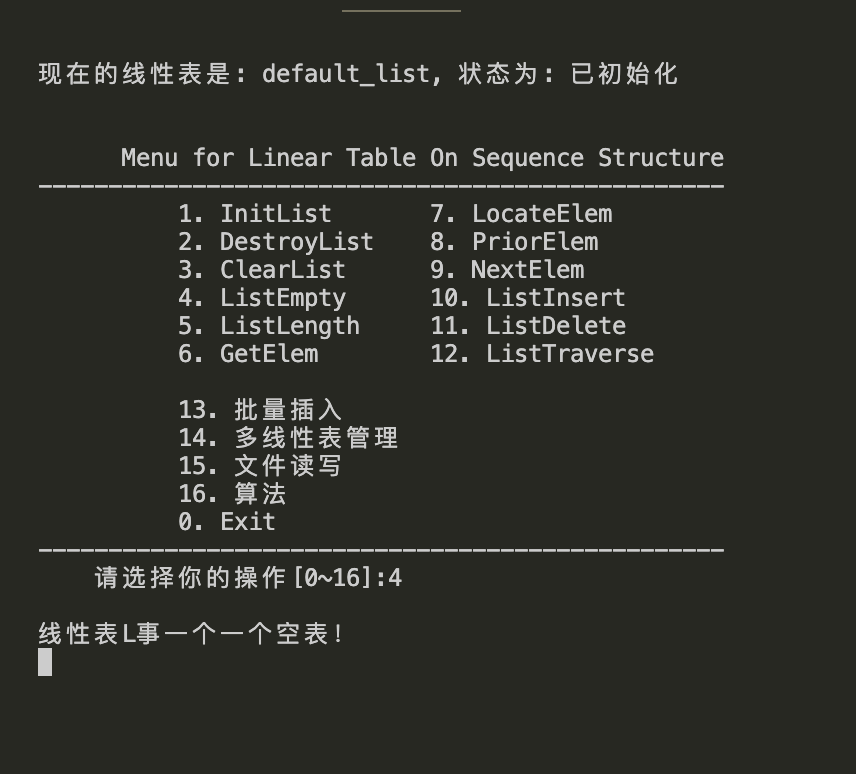 现在的线性表是: default_list, 状态为: 已初始化
Menu for Linear Table On Sequence Structure
-------------------------------------------------
1. InitList 7. LocateElem
2. DestroyList 8. PriorElem
3. ClearList 9. NextElem
4. ListEmpty 10. ListInsert
5. ListLength 11. ListDelete
6. GetElem 12. ListTraverse
13. 批量插入
14. 多线性表管理
15. 文件读写
16. 算法
0. Exit
-------------------------------------------------
请选择你的操作[0~16]:4
线性表L事一个一个空表!